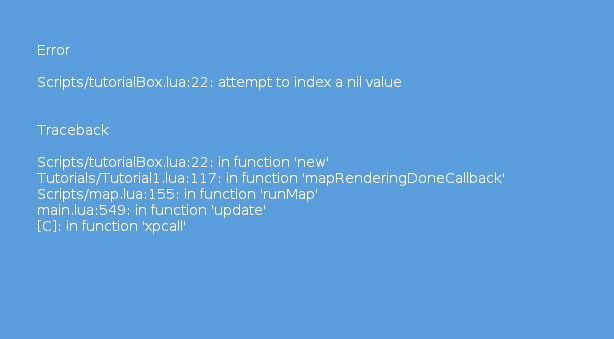 Error
Scripts/tutorialBox.lua:22: attempt to index a nil value
Traceback
Scripts/tutorialBox.lua:22: in function 'new'
Tutorials/Tutorial1.lua:117: in function 'mapRenderingDoneCallback'
Scripts/map.lua:155: in function 'runMap'
main.lua:549: in function 'update'
[C]: in function 'xpcall'